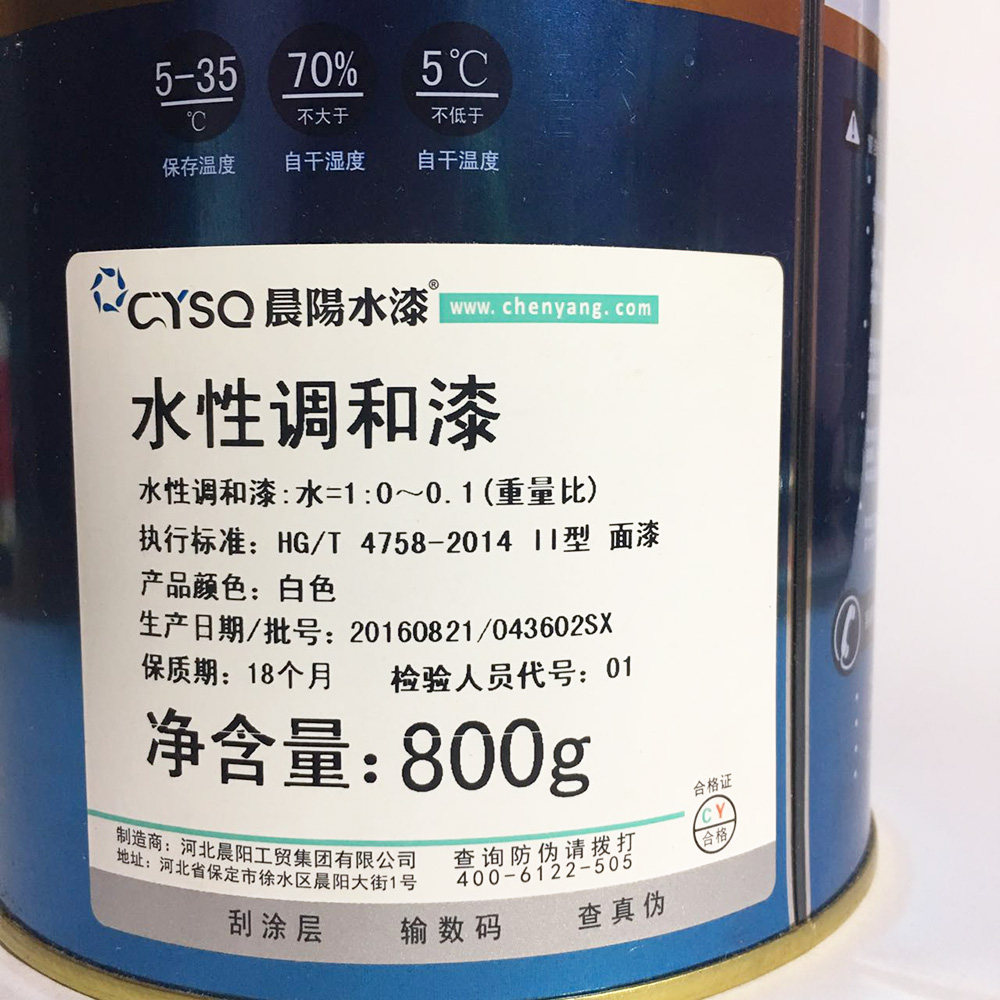 5-35 70% 5℃
℃ 不大于 不低于
保存温度 自干湿度 自干温度
CYSQ 晨陽水漆® www.chenyang.com
水性调和漆
水性调和漆:水=1:0~0.1(重量比)
执行标准: HG/T 4758-2014 II型 面漆
产品颜色: 白色
生产日期/批号: 20160821/043602SX
保质期: 18个月 检验人员代号: 01
净含量: 800g
合格证
CY
合格
制造商: 河北晨阳工贸集团有限公司 查询防伪请拨打
地址: 河北省保定市徐水区晨阳大街1号 400-6122-505
刮涂层 输数码 查真伪